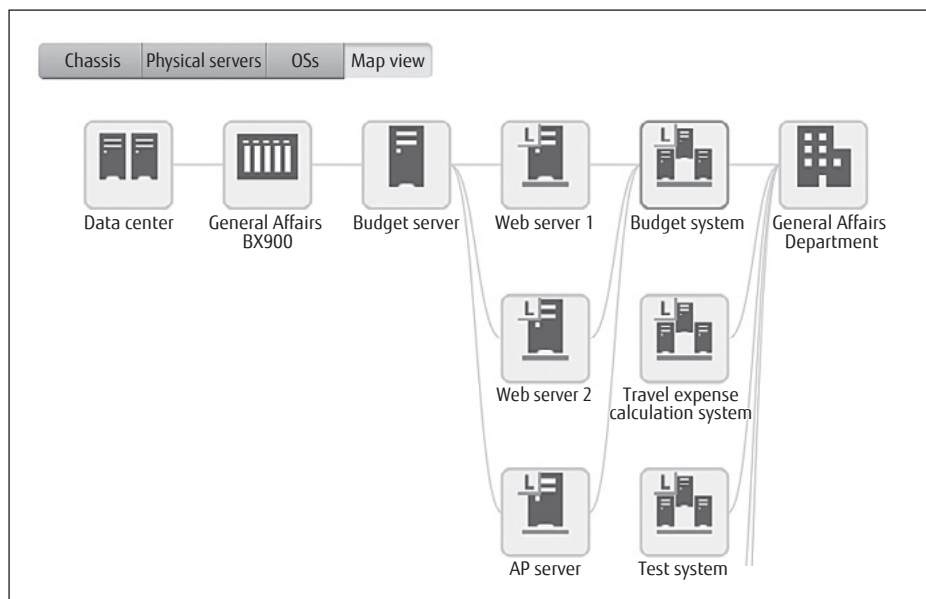 Chassis
Physical servers
OSs
Map view
Data center
General Affairs
BX900
Budget server
L
Web server 1
L
Budget system
General Affairs
Department
L
Web server 2
L
Travel expense
calculation system
L
AP server
L
Test system